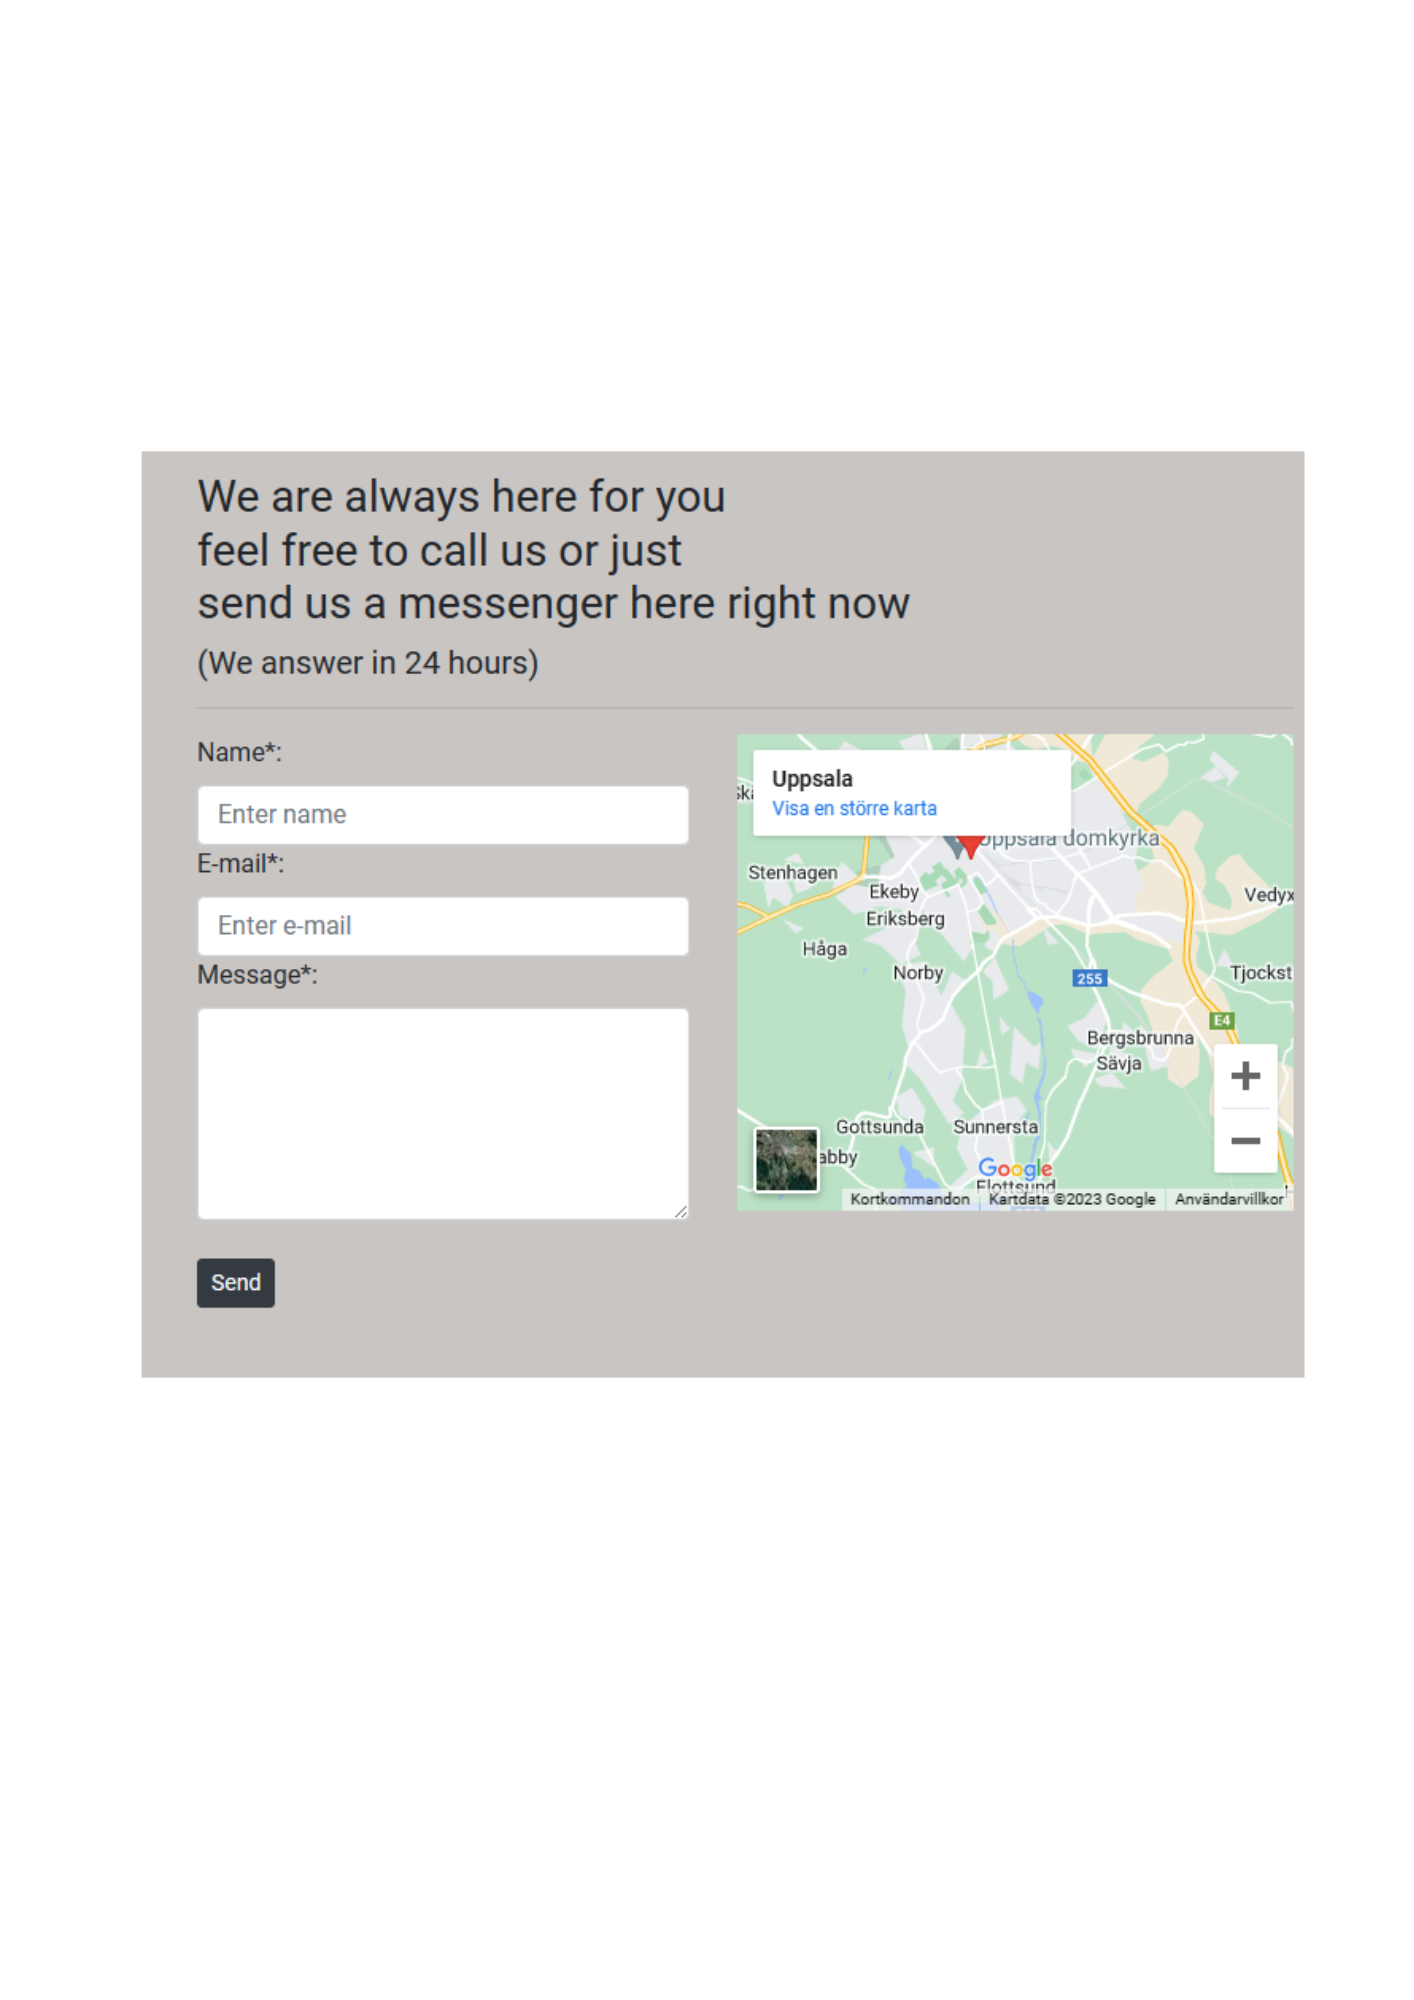 We are always here for you
feel free to call us or just
send us a messenger here right now
(We answer in 24 hours)
Name*:
Enter name
E-mail*:
Enter e-mail
Message*:
Send
Uppsala
Visa en större karta
Uppsala domkyrka
Stenhagen
Ekeby
Vedyx
Eriksberg
Håga
Norby
255
Tjockst
E4
Bergsbrunna
Sävja
Gottsunda
Sunnersta
abby
Google
Flottsund
Kortkommandon
Kartdata ©2023 Google
Användarvillkor